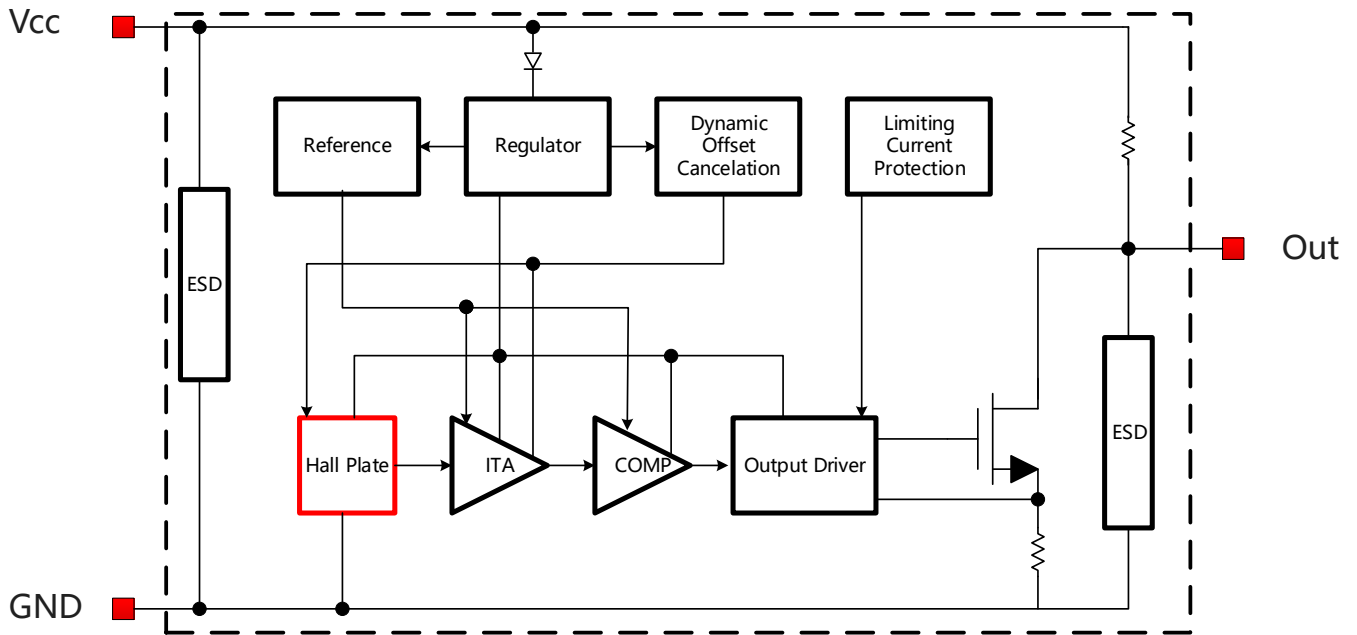 Vcc
Reference
Regulator
Dynamic
Offset
Cancelation
Limiting
Current
Protection
Out
ESD
ESD
Hall Plate
ITA
COMP
Output Driver
GND